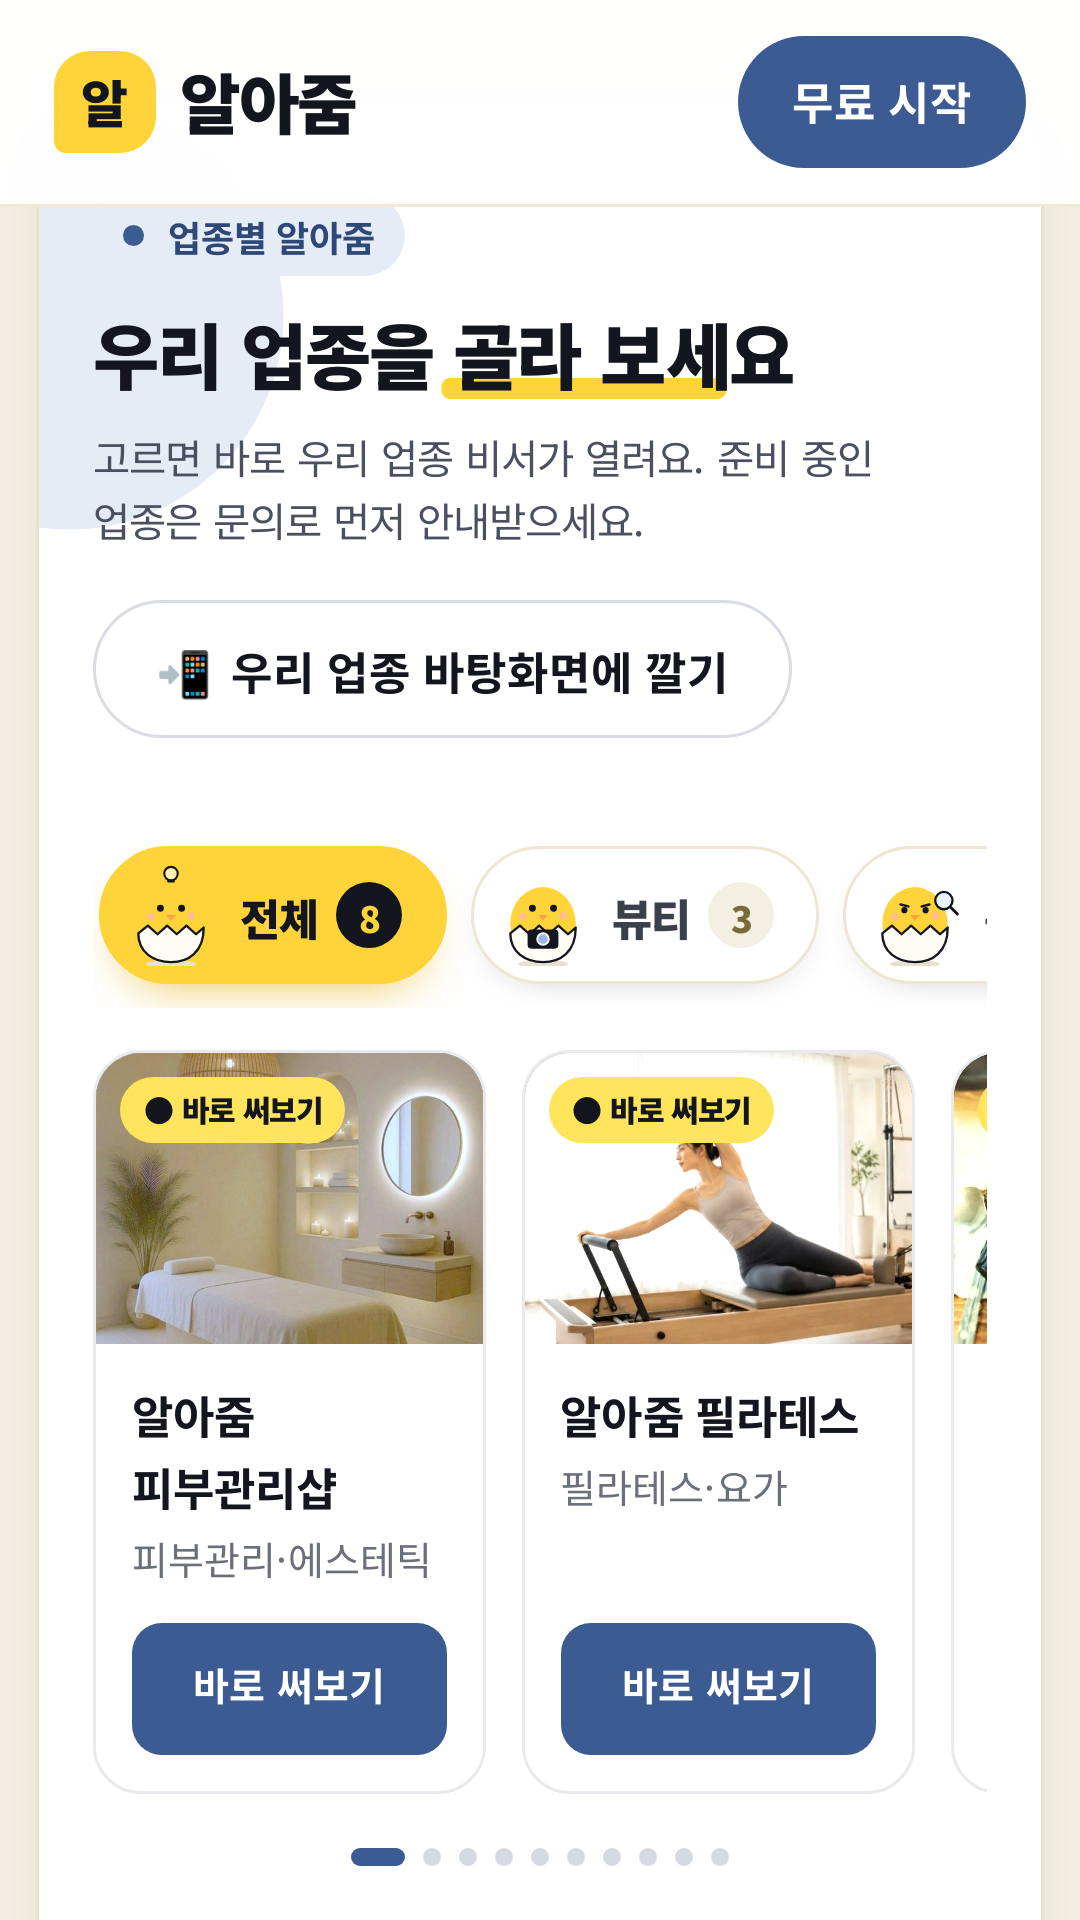 알 알아줌
무료 시작
업종별 알아줌
우리 업종을 골라 보세요
고르면 바로 우리 업종 비서가 열려요. 준비 중인
업종은 문의로 먼저 안내받으세요.
우리 업종 바탕화면에 깔기
전체 8
뷰티 3
바로 써보기
바로 써보기
알아줌
피부관리샵
피부관리·에스테틱
바로 써보기
알아줌 필라테스
필라테스·요가
바로 써보기